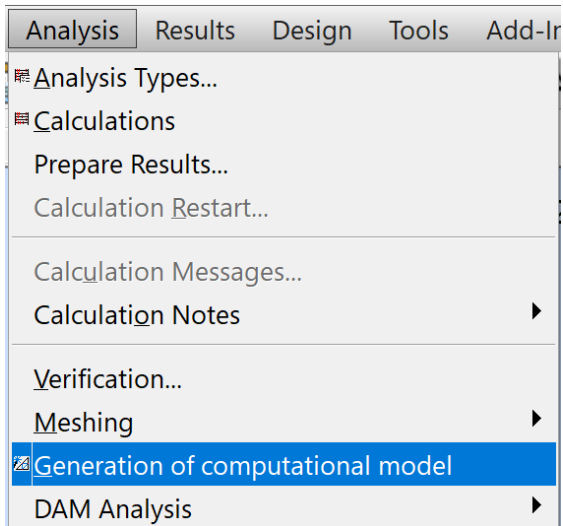 Analysis Results Design Tools Add-In
Analysis Types...
Calculations
Prepare Results...
Calculation Restart...
Calculation Messages...
Calculation Notes
Verification...
Meshing
Generation of computational model
DAM Analysis